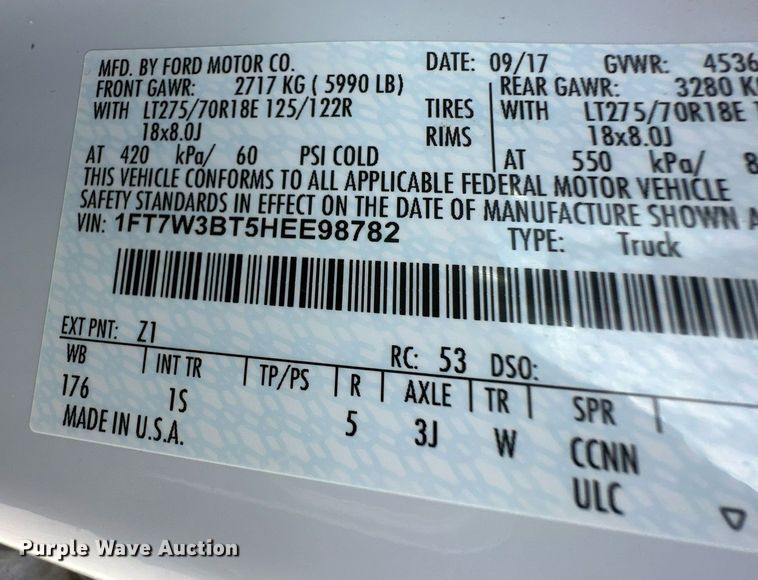 MFD. BY FORD MOTOR CO. DATE: 09/17 GVWR: 4536
FRONT GAWR: 2717 KG ( 5990 LB) REAR GAWR: 3280
WITH LT275/70R18E 125/122R TIRES WITH LT275/70R18E
18x8.0J RIMS 18x8.0J
AT 420 kPa/ 60 PSI COLD AT 550 kPa/
THIS VEHICLE CONFORMS TO ALL APPLICABLE FEDERAL MOTOR VEHICLE
SAFETY STANDARDS IN EFFECT ON THE DATE OF MANUFACTURE SHOWN
VIN: 1FT7W3BT5HEE98782 TYPE: Truck
EXT PNT: Z1 RC: 53 DSO:
WB INT TR TP/PS R AXLE TR SPR
176 1S 5 3J W CCNN
MADE IN U.S.A. ULC
Purple Wave Auction